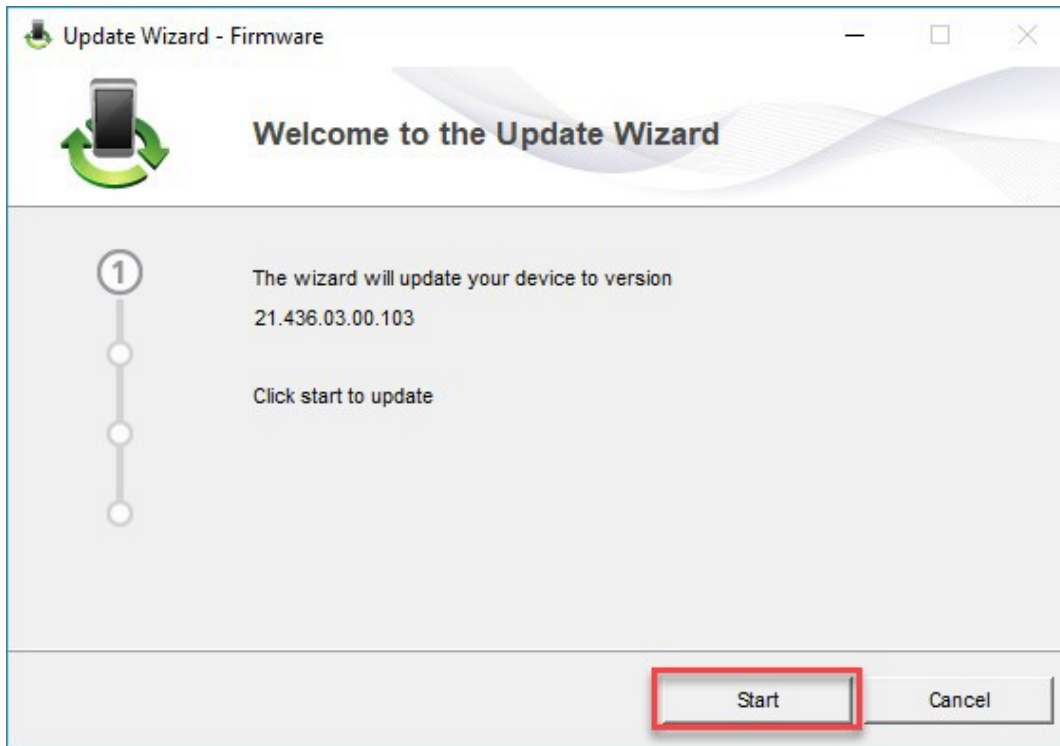 Update Wizard - Firmware
Welcome to the Update Wizard
1
The wizard will update your device to version
21.436.03.00.103
Click start to update
Start
Cancel